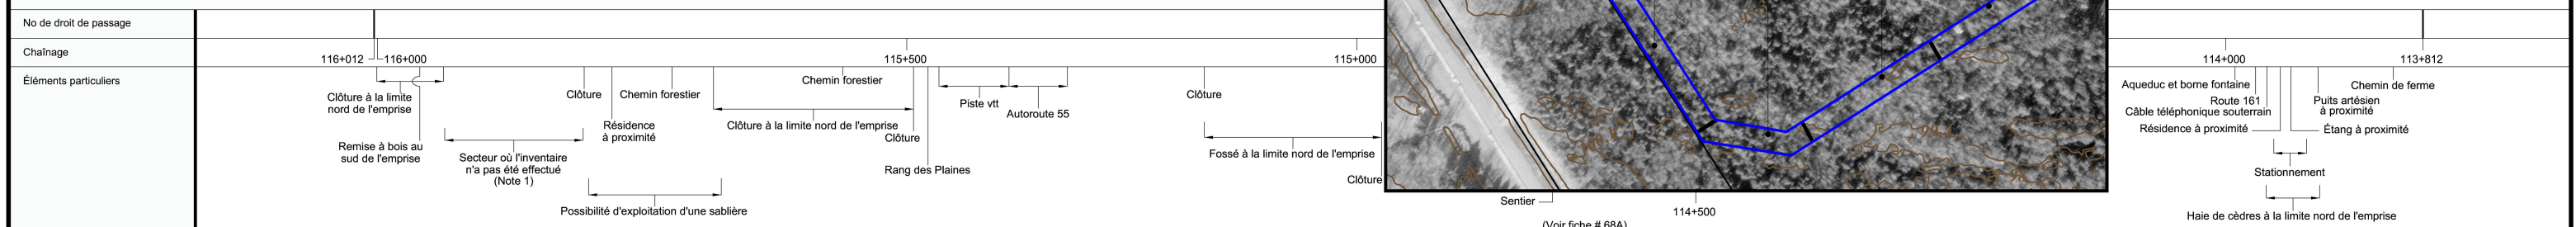 No de droit de passage
Chaînage
116+012
116+000
115+500
115+000
114+000
113+812
Éléments particuliers
Clôture à la limite
nord de l'emprise
Remise à bois au
sud de l'emprise
Secteur où l'inventaire
n'a pas été effectué
(Note 1)
Clôture
Résidence
à proximité
Chemin forestier
Possibilité d'exploitation d'une sablière
Clôture à la limite nord de l'emprise
Chemin forestier
Clôture
Rang des Plaines
Piste vtt
Autoroute 55
Clôture
Fossé à la limite nord de l'emprise
Clôture
Sentier
114+500
(Voir fiche # 68A)
Aqueduc et borne fontaine
Route 161
Câble téléphonique souterrain
Résidence à proximité
Puits artésien
à proximité
Étang à proximité
Chemin de ferme
Stationnement
Haie de cèdres à la limite nord de l'emprise